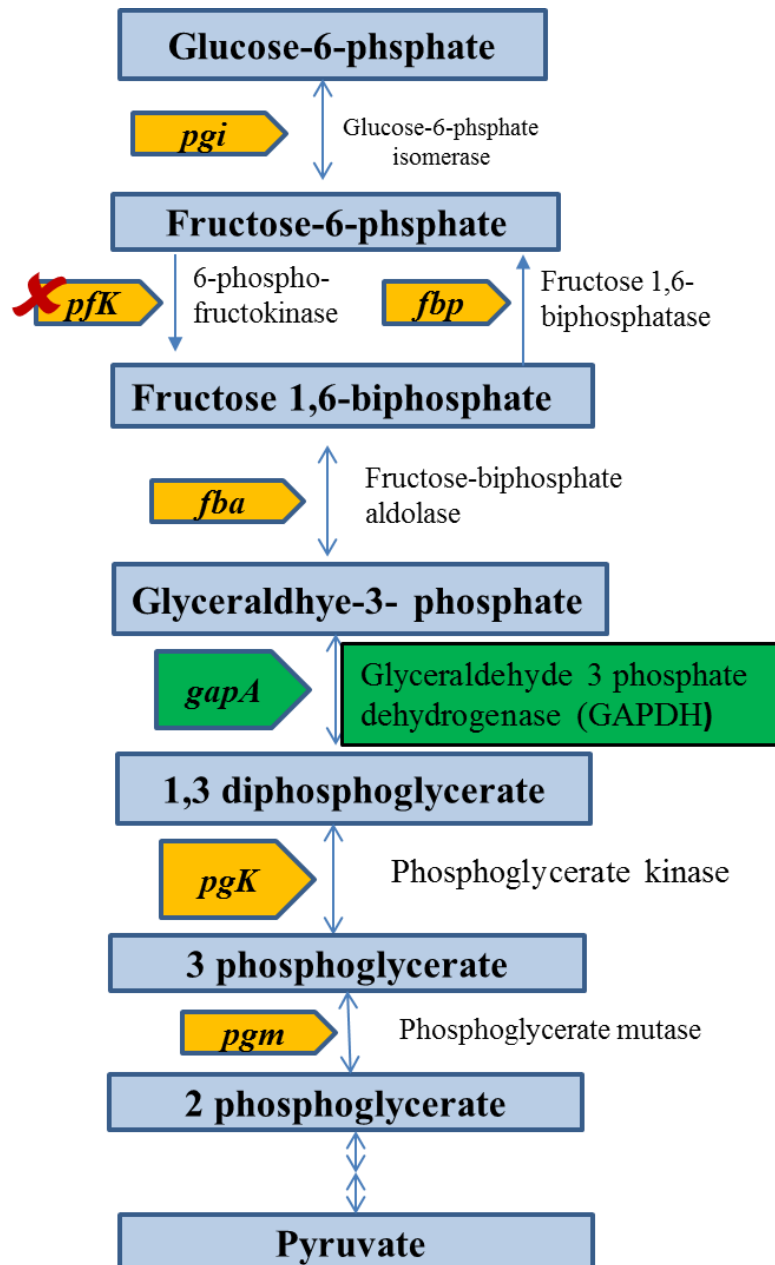 Glucose-6-phsphate
pgi
Glucose-6-phsphate
isomerase
Fructose-6-phsphate
pfK
6-phospho-
fructokinase
fbp
Fructose 1,6-
biphosphatase
Fructose 1,6-biphosphate
fba
Fructose-biphosphate
aldolase
Glyceraldhye-3- phosphate
gapA
Glyceraldehyde 3 phosphate
dehydrogenase (GAPDH)
1,3 diphosphoglycerate
pgK
Phosphoglycerate kinase
3 phosphoglycerate
pgm
Phosphoglycerate mutase
2 phosphoglycerate
Pyruvate